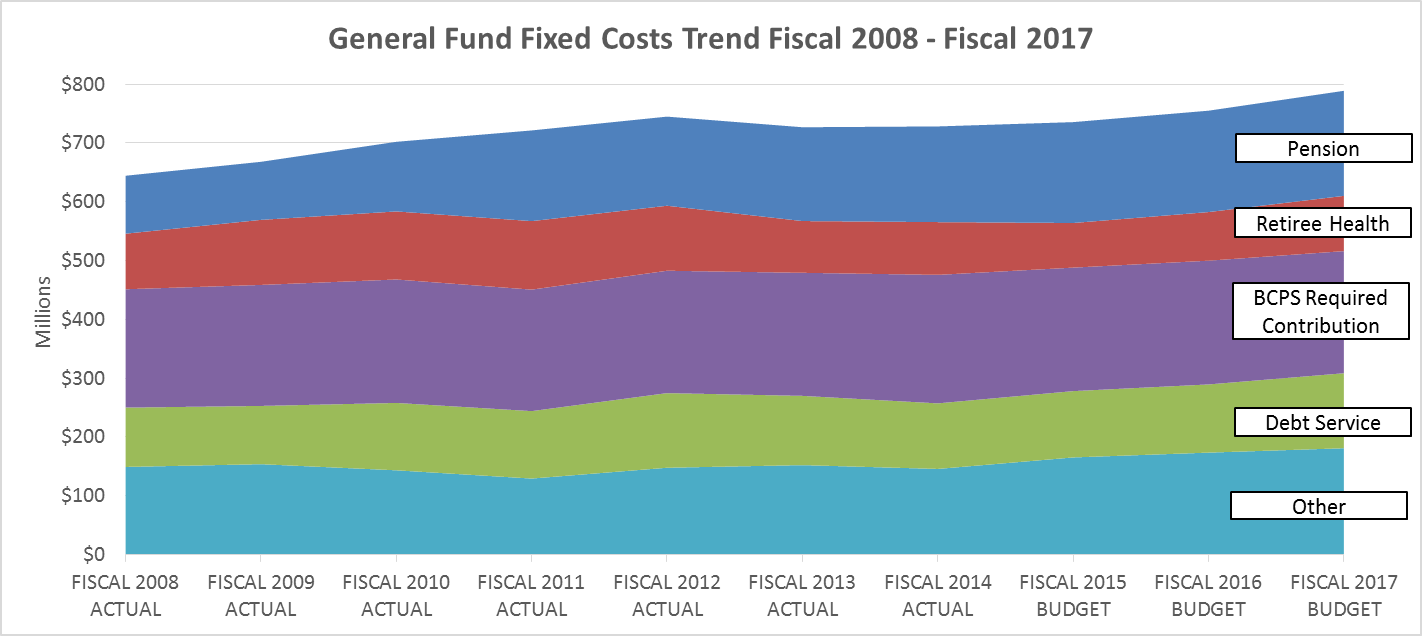 General Fund Fixed Costs Trend Fiscal 2008 - Fiscal 2017
Millions
$800
$700
$600
$500
$400
$300
$200
$100
$0
Pension
Retiree Health
BCPS Required
Contribution
Debt Service
Other
FISCAL 2008
ACTUAL
FISCAL 2009
ACTUAL
FISCAL 2010
ACTUAL
FISCAL 2011
ACTUAL
FISCAL 2012
ACTUAL
FISCAL 2013
ACTUAL
FISCAL 2014
ACTUAL
FISCAL 2015
BUDGET
FISCAL 2016
BUDGET
FISCAL 2017
BUDGET